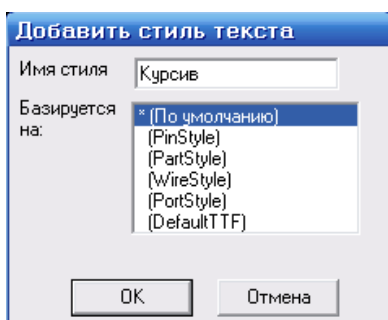 Добавить стиль текста
Имя стиля
Курсив
Базируется
на:
* (По умолчанию)
(PinStyle)
(PartStyle)
(WireStyle)
(PortStyle)
(DefaultTTF)
OK Отмена